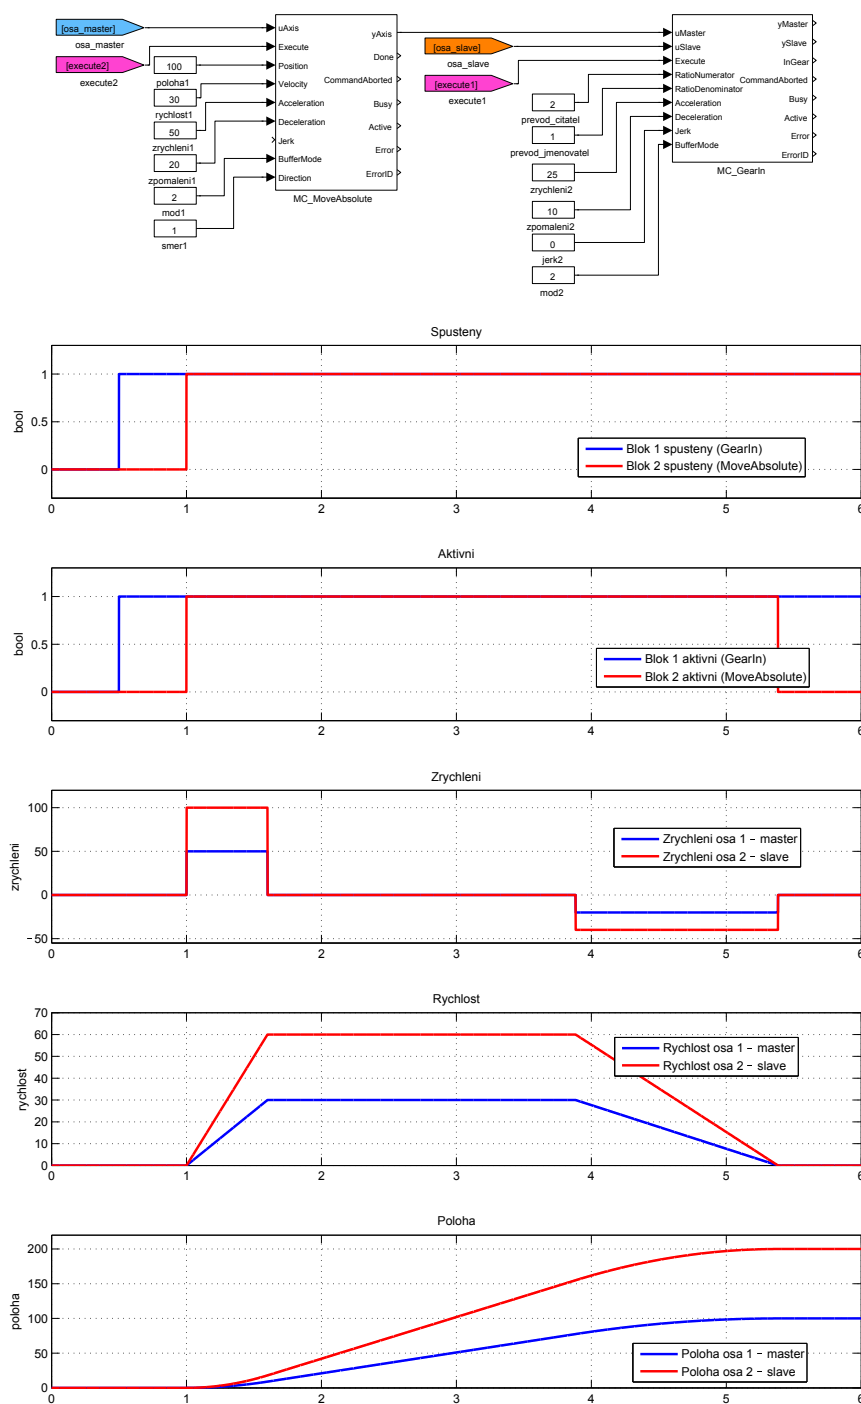 [osa_master]
osa_master
[execute2]
execute2
100
poloha1
30
rychlost1
50
zrychleni1
20
zpomaleni1
2
mod1
1
smer1
uAxis
Execute
Position
Velocity
Acceleration
Deceleration
Jerk
BufferMode
Direction
yAxis
Done
CommandAborted
Busy
Active
Error
ErrorID
MC_MoveAbsolute
[osa_slave]
osa_slave
[execute1]
execute1
2
prevod_citatel
1
prevod_jmenovatel
25
zrychleni2
10
zpomaleni2
0
jerk2
2
mod2
uMaster
uSlave
Execute
RatioNumerator
RatioDenominator
Acceleration
Deceleration
Jerk
BufferMode
yMaster
ySlave
InGear
CommandAborted
Busy
Active
Error
ErrorID
MC_GearIn
Spusteny
bool
1
0.5
0
Blok 1 spusteny (GearIn)
Blok 2 spusteny (MoveAbsolute)
0 1 2 3 4 5 6
Aktivni
bool
1
0.5
0
Blok 1 aktivni (GearIn)
Blok 2 aktivni (MoveAbsolute)
0 1 2 3 4 5 6
Zrychleni
zrychleni
100
50
0
−50
Zrychleni osa 1 − master
Zrychleni osa 2 − slave
0 1 2 3 4 5 6
Rychlost
rychlost
70
60
50
40
30
20
10
0
Rychlost osa 1 − master
Rychlost osa 2 − slave
0 1 2 3 4 5 6
Poloha
poloha
200
150
100
50
0
Poloha osa 1 − master
Poloha osa 2 − slave
0 1 2 3 4 5 6